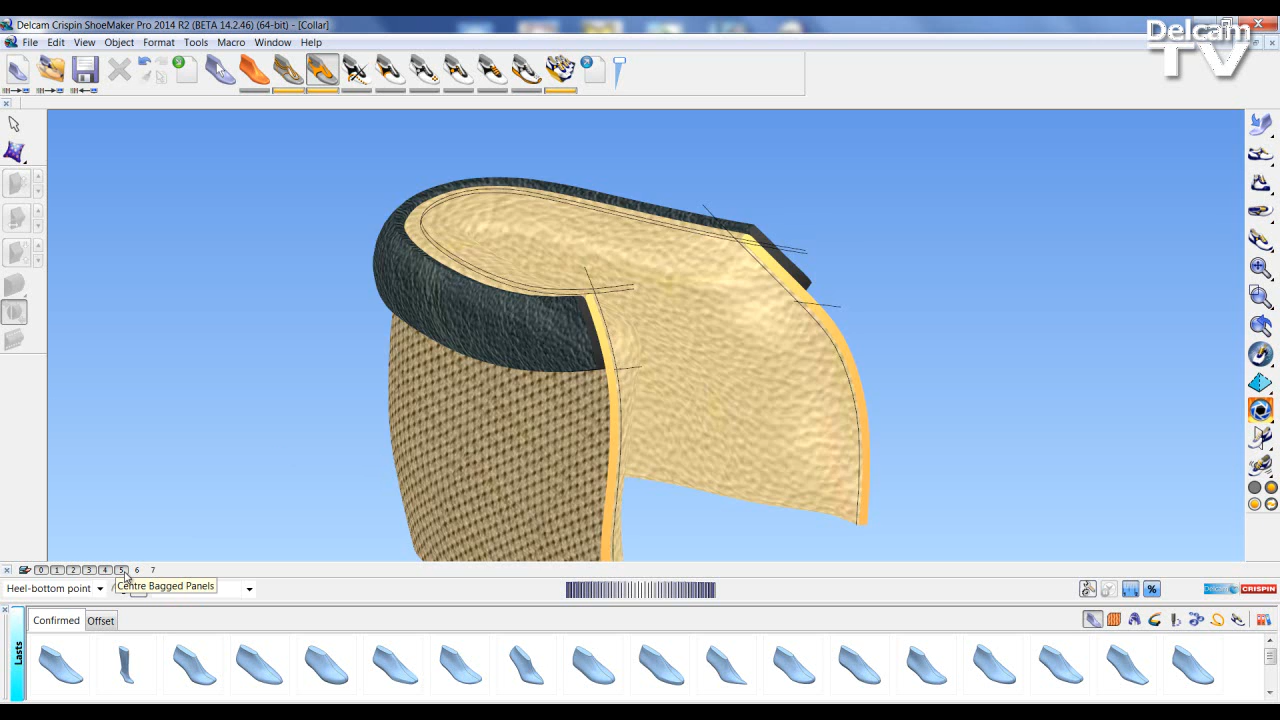 Delcam Crispin ShoeMaker Pro 2014 R2 (BETA 14.2.46) (64-bit) - [Collar]
Delcam
TV
File Edit View Object Format Tools Macro Window Help
0 1 2 3 4 5 6 7
Centre Bagged Panels
Heel-bottom point
%
Delcam CRISPIN
Confirmed Offset
Lasts